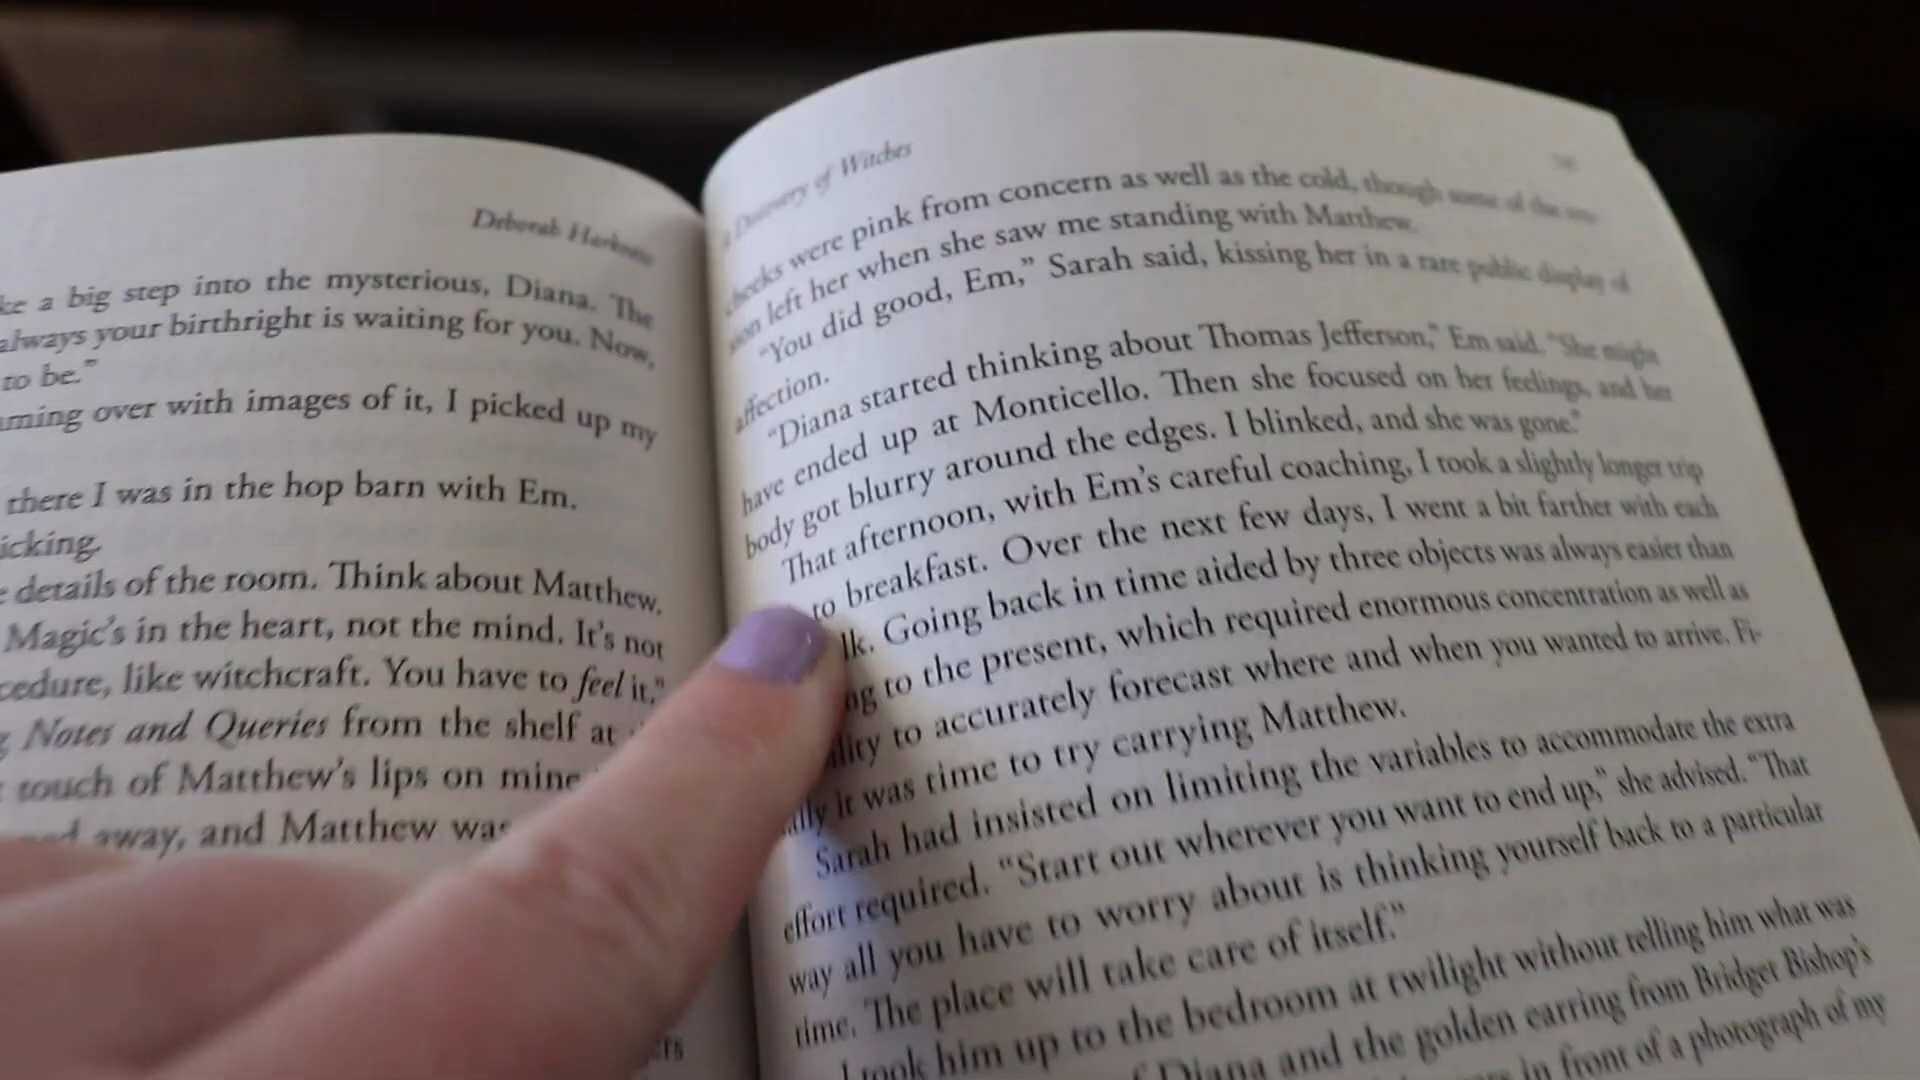 Deborah Harkness
a big step into the mysterious, Diana. The
always your birthright is waiting for you. Now,
to be.”
over with images of it, I picked up my
there I was in the hop barn with Em.
details of the room. Think about Matthew.
Magic’s in the heart, not the mind. It’s not
like witchcraft. You have to feel it.”
Notes and Queries from the shelf at
touch of Matthew’s lips on mine
away, and Matthew was
Discovery of Witches
were pink from concern as well as the cold, though some of the
left her when she saw me standing with Matthew.
“You did good, Em,” Sarah said, kissing her in a rare public display of
affection.
“Diana started thinking about Thomas Jefferson,” Em said. “She might
have ended up at Monticello. Then she focused on her feelings, and her
body got blurry around the edges. I blinked, and she was gone.”
That afternoon, with Em’s careful coaching, I took a slightly longer trip
to breakfast. Over the next few days, I went a bit farther with each
lk. Going back in time aided by three objects was always easier than
ng to the present, which required enormous concentration as well as
lity to accurately forecast where and when you wanted to arrive. Fi-
ally it was time to try carrying Matthew.
Sarah had insisted on limiting the variables to accommodate the extra
effort required. “Start out wherever you want to end up,” she advised. “That
way all you have to worry about is thinking yourself back to a particular
time. The place will take care of itself.”
I took him up to the bedroom at twilight without telling him what was
Diana and the golden earring from Bridget Bishop’s
in front of a photograph of my